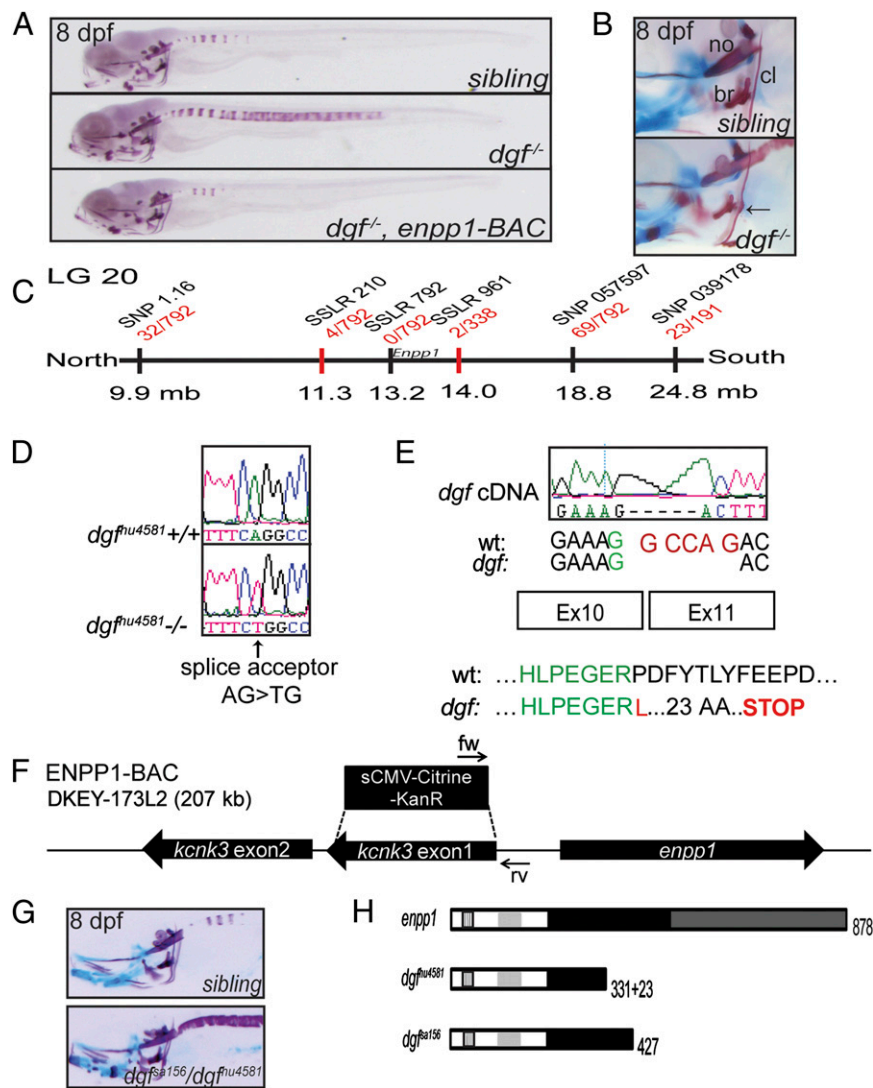 A
8 dpf
sibling
dgf-/-
dgf-/-, enpp1-BAC
B
8 dpf
no
cl
br
sibling
←
dgf-/-
LG 20
C
SNP 1.16
32/792
SSLR 210
4/792
SSLR 792
0/792
SSLR 961
2/338
SNP 057597
69/792
SNP 039178
23/191
North
Enpp1
South
9.9 mb
11.3
13.2
14.0
18.8
24.8 mb
D
dgfhu4581+/+
TTTCAGGCC
dgfhu4581-/-
TTTCTGGCC
splice acceptor
AG>TG
E
dgf cDNA
GAAAG-----ACTTT
wt: GAAAG GCCAGAC
dgf: GAAAG AC
Ex10 Ex11
wt: ...HLPEGERPDFYTLYFEEPD...
dgf: ...HLPEGERL...23 AA..STOP
F
ENPP1-BAC
DKEY-173L2 (207 kb)
fw
sCMV-Citrine
-KanR
kcnk3 exon2
kcnk3 exon1
rv
enpp1
G
8 dpf
sibling
dgfsa156/dgfhu4581
H
enpp1
878
dgfhu4581
331+23
dgfsa156
427